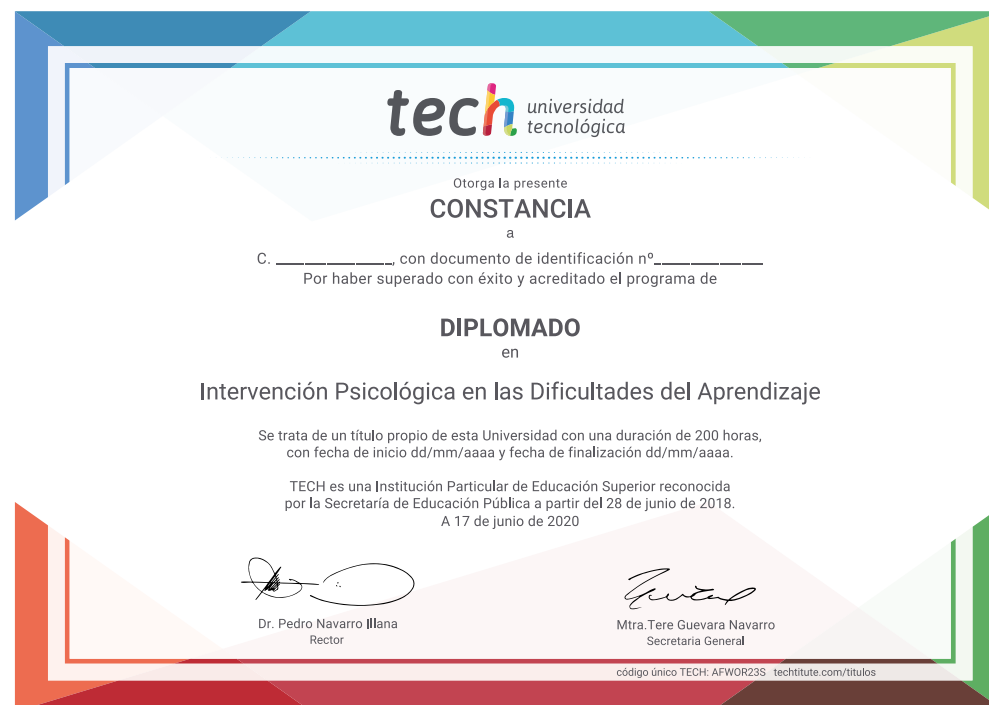 tech universidad
tecnológica
Otorga la presente
CONSTANCIA
a
C. ______________, con documento de identificación nº_____________
Por haber superado con éxito y acreditado el programa de
DIPLOMADO
en
Intervención Psicológica en las Dificultades del Aprendizaje
Se trata de un título propio de esta Universidad con una duración de 200 horas,
con fecha de inicio dd/mm/aaaa y fecha de finalización dd/mm/aaaa.
TECH es una Institución Particular de Educación Superior reconocida
por la Secretaría de Educación Pública a partir del 28 de junio de 2018.
A 17 de junio de 2020
Dr. Pedro Navarro Illana
Rector
Mtra.Tere Guevara Navarro
Secretaria General
código único TECH: AFWOR23S techtitute.com/titulos